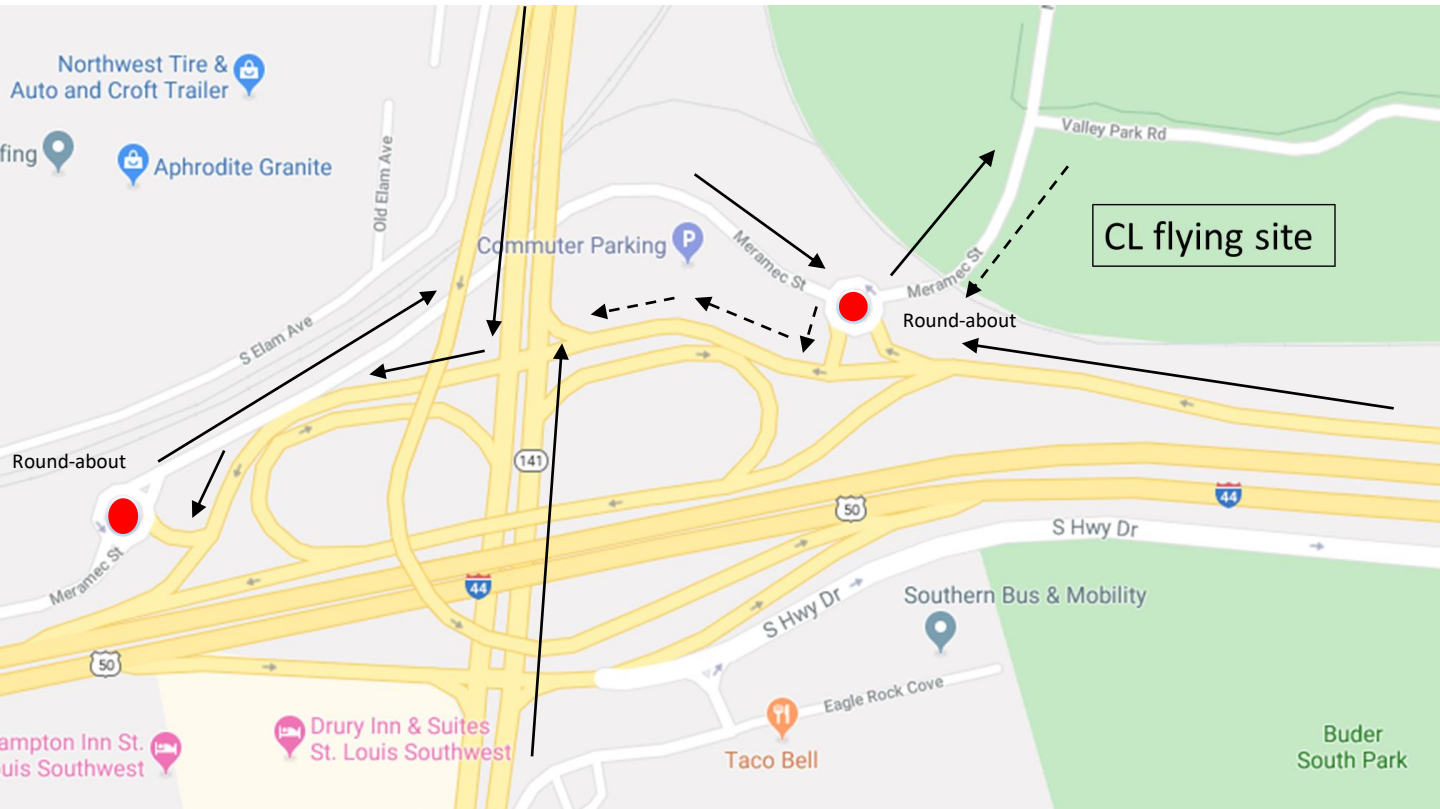 Northwest Tire &
Auto and Croft Trailer
fing
Aphrodite Granite
Old Elam Ave
Valley Park Rd
Commuter Parking
P
Meramec St
Meramec St
CL flying site
Round-about
S Elam Ave
Round-about
141
50
44
S Hwy Dr
Meramec St
44
S Hwy Dr
Southern Bus & Mobility
50
Eagle Rock Cove
Drury Inn & Suites
St. Louis Southwest
ampton Inn St.
uis Southwest
Taco Bell
Buder
South Park